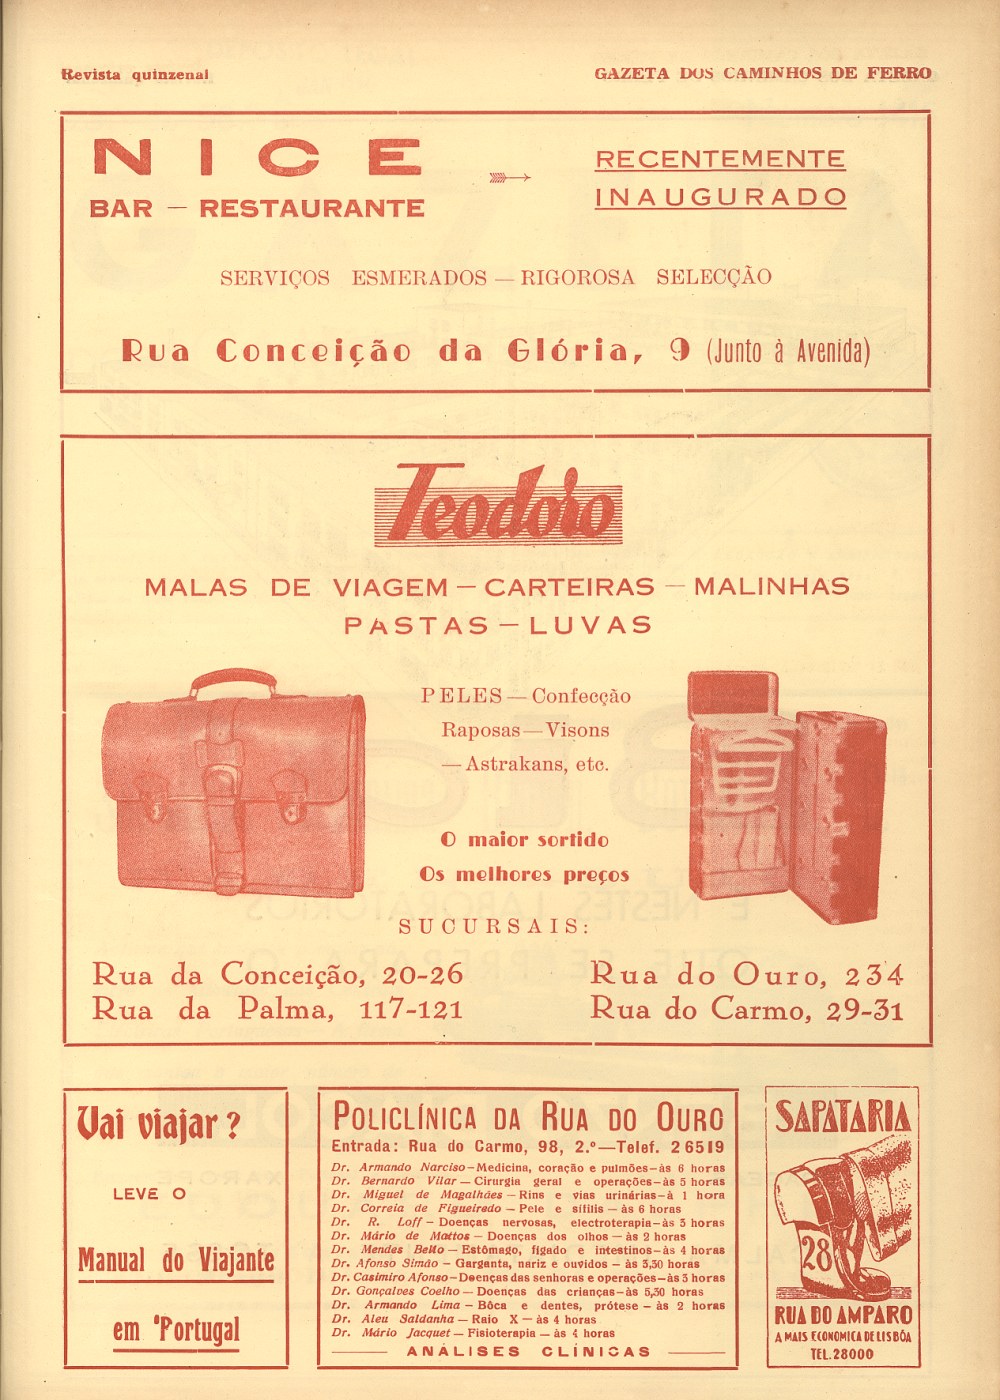 Revista quinzenal
GAZETA DOS CAMINHOS DE FERRO
NICE
BAR — RESTAURANTE
RECENTEMENTE
INAUGURADO
SERVIÇOS ESMERADOS — RIGOROSA SELECÇÃO
Rua Conceição da Glória, 9 (Junto à Avenida)
Teodoro
MALAS DE VIAGEM — CARTEIRAS — MALINHAS
PASTAS — LUVAS
PELES — Confecção
Raposas — Visons
— Astrakans, etc.
O maior sortido
Os melhores preços
SUCURSAIS:
Rua da Conceição, 20-26
Rua da Palma, 117-121
Rua do Ouro, 234
Rua do Carmo, 29-31
Vai viajar?
LEVE O
Manual do Viajante
em Portugal
POLICLÍNICA DA RUA DO OURO
Entrada: Rua do Carmo, 98, 2.º — Telef. 26519
Dr. Armando Narciso — Medicina, coração e pulmões — às 6 horas
Dr. Bernardo Vilar — Cirurgia geral e operações — às 5 horas
Dr. Miguel de Magalhães — Rins e vias urinárias — à 1 hora
Dr. Correia de Figueiredo — Pele e sífilis — às 6 horas
Dr. R. Loff — Doenças nervosas, electroterapia — às 3 horas
Dr. Mário de Mattos — Doenças dos olhos — às 2 horas
Dr. Mendes Bello — Estômago, fígado e intestinos — às 4 horas
Dr. Afonso Simão — Garganta, nariz e ouvidos — às 3,30 horas
Dr. Casimiro Afonso — Doenças das senhoras e operações — às 3 horas
Dr. Gonçalves Coelho — Doenças das crianças — às 5,30 horas
Dr. Armando Lima — Bôca e dentes, prótese — às 2 horas
Dr. Aleu Saldanha — Raio X — às 4 horas
Dr. Mário Jacquet — Fisioterapia — às 4 horas
ANÁLISES CLÍNICAS
SAPATARIA
28
RUA DO AMPARO
A MAIS ECONOMICA DE LISBÔA
TEL. 28000